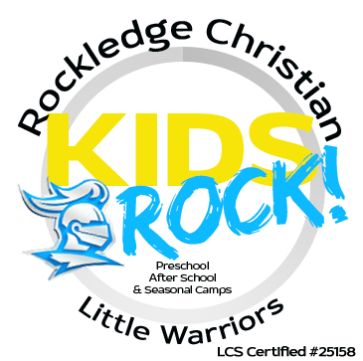 Rockledge Christian
KIDS
ROCK!
Preschool
After School
& Seasonal Camps
Little Warriors
LCS Certified #25158